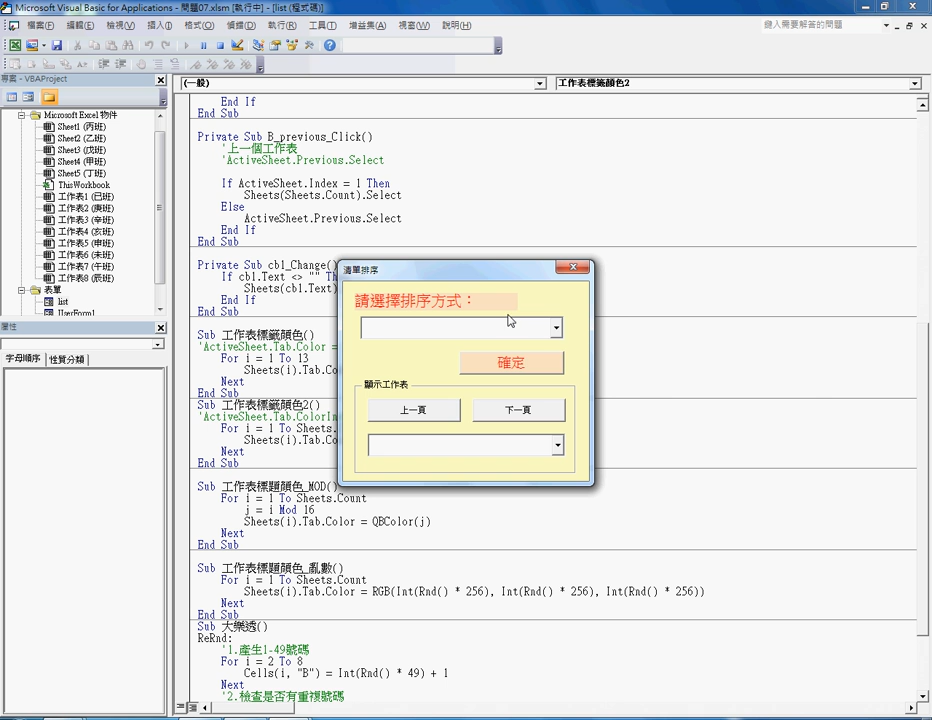 Microsoft Visual Basic for Applications - 問題07.xlsm [執行中] - [list (程式碼)]
檔案(F) 編輯(E) 檢視(V) 插入(I) 格式(O) 偵錯(D) 執行(R) 工具(T) 增益集(A) 視窗(W) 說明(H)
鍵入需要解答的問題
專案 - VBAProject
(一般)
工作表標籤顏色2
Microsoft Excel 物件
Sheet1 (丙班)
Sheet2 (乙班)
Sheet3 (戊班)
Sheet4 (甲班)
Sheet5 (丁班)
ThisWorkbook
工作表1 (巳班)
工作表2 (庚班)
工作表3 (辛班)
工作表4 (亥班)
工作表5 (申班)
工作表6 (未班)
工作表7 (午班)
工作表8 (辰班)
表單
list
UserForm1
屬性
字母順序 性質分類
End If
End Sub
Private Sub B_previous_Click()
'上一個工作表
'ActiveSheet.Previous.Select
If ActiveSheet.Index = 1 Then
Sheets(Sheets.Count).Select
Else
ActiveSheet.Previous.Select
End If
End Sub
Private Sub cb1_Change()
If cb1.Text <> "" Th
Sheets(cb1.Text)
End If
End Sub
Sub 工作表標籤顏色()
'ActiveSheet.Tab.Color =
For i = 1 To 13
Sheets(i).Tab.Co
Next
End Sub
Sub 工作表標籤顏色2()
'ActiveSheet.Tab.ColorIn
For i = 1 To Sheets.
Sheets(i).Tab.Co
Next
End Sub
Sub 工作表標題顏色_MOD()
For i = 1 To Sheets.Count
j = i Mod 16
Sheets(i).Tab.Color = QBColor(j)
Next
End Sub
Sub 工作表標題顏色_亂數()
For i = 1 To Sheets.Count
Sheets(i).Tab.Color = RGB(Int(Rnd() * 256), Int(Rnd() * 256), Int(Rnd() * 256))
Next
End Sub
Sub 大樂透()
ReRnd:
'1.產生1-49號碼
For i = 2 To 8
Cells(i, "B") = Int(Rnd() * 49) + 1
Next
'2.檢查是否有重複號碼
清單排序
請選擇排序方式：
確定
顯示工作表
上一頁
下一頁